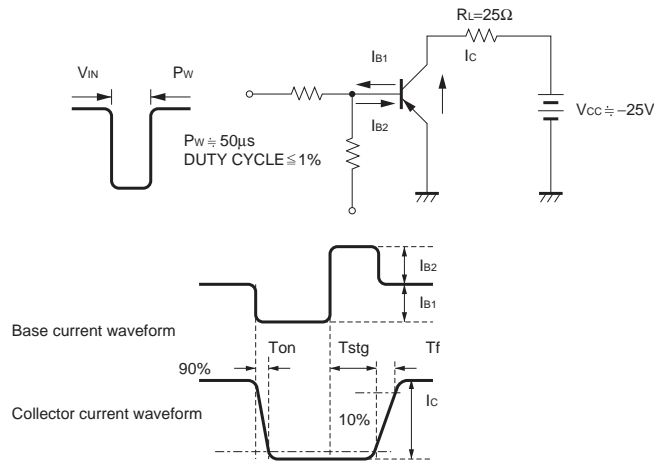 RL=25Ω
IB1
IC
VIN
PW
IB2
VCC≒−25V
PW≒50μs
DUTY CYCLE≦1%
IB2
IB1
Base current waveform
Ton
Tstg
Tf
90%
IC
10%
Collector current waveform